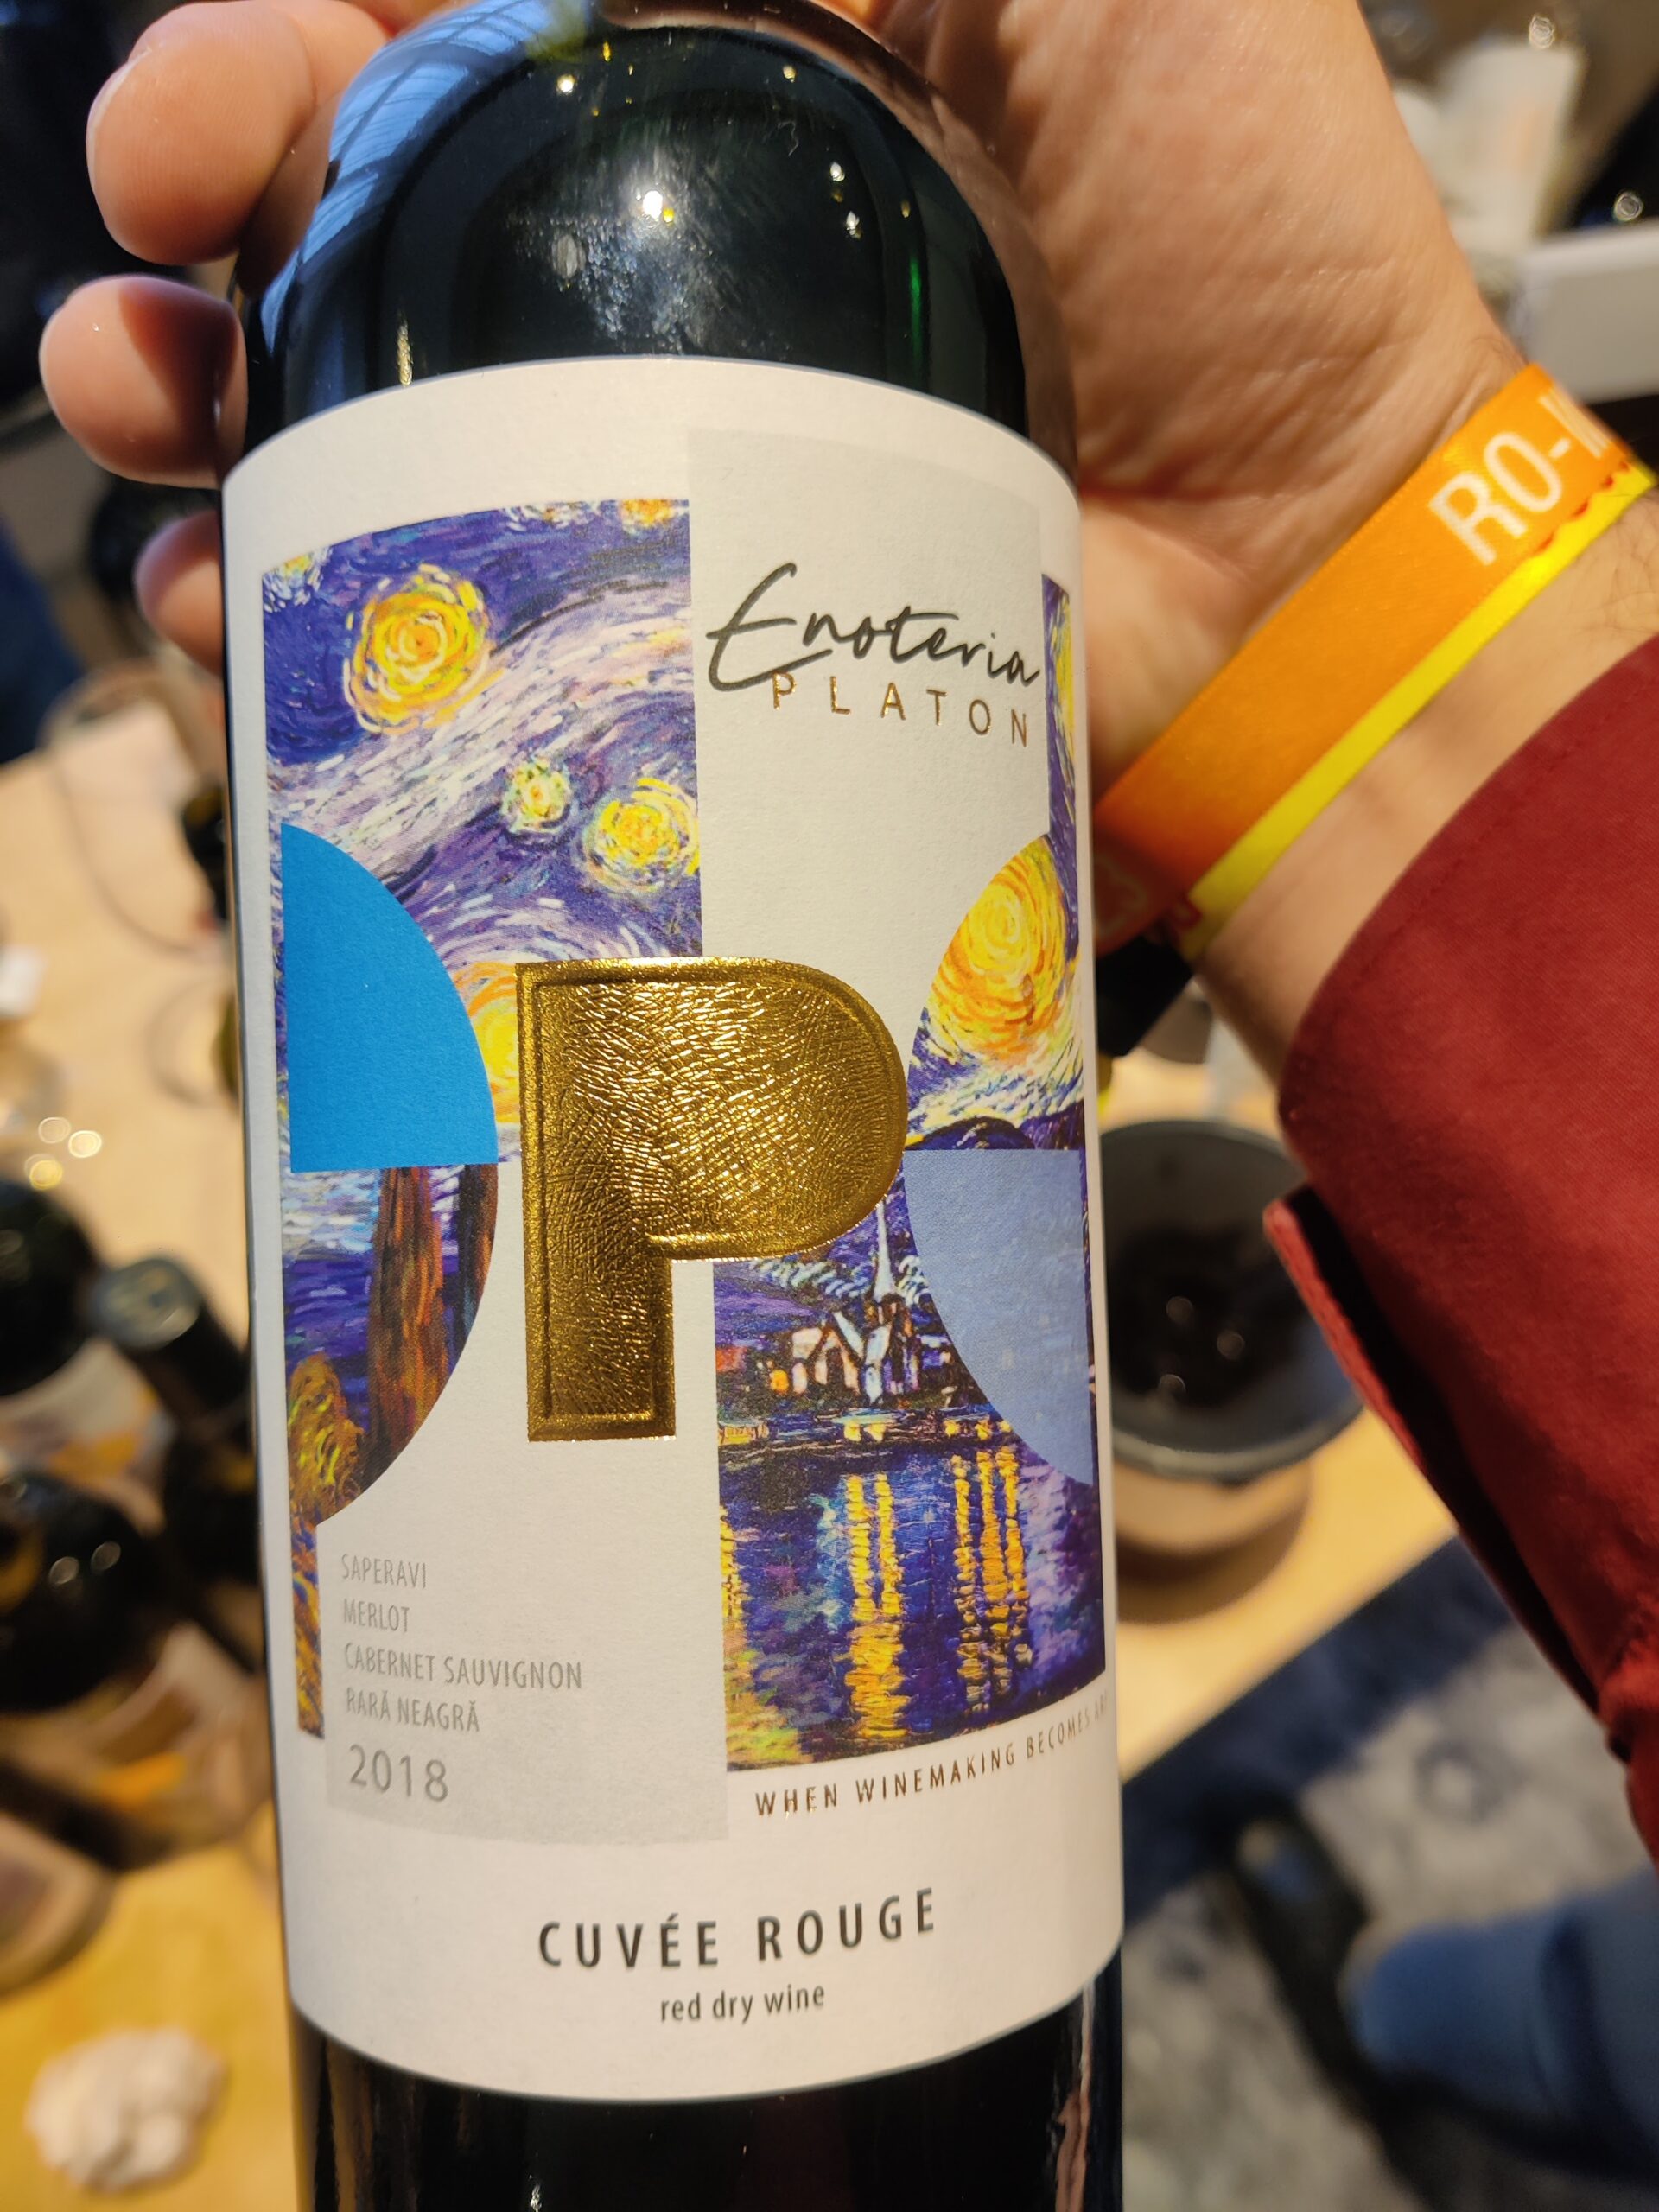 Enoteria
PLATON
P
SAPERAVI
MERLOT
CABERNET SAUVIGNON
RARĂ NEAGRĂ
2018
WHEN WINEMAKING BECOMES
CUVÉE ROUGE
red dry wine
RO-